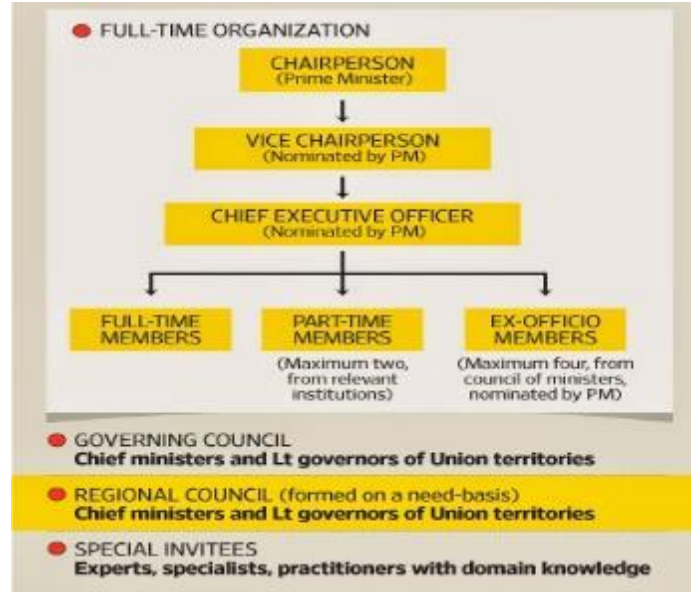 FULL-TIME ORGANIZATION
CHAIRPERSON
(Prime Minister)
VICE CHAIRPERSON
(Nominated by PM)
CHIEF EXECUTIVE OFFICER
(Nominated by PM)
FULL-TIME
MEMBERS
PART-TIME
MEMBERS
(Maximum two,
from relevant
institutions)
EX-OFFICIO
MEMBERS
(Maximum four, from
council of ministers,
nominated by PM)
GOVERNING COUNCIL
Chief ministers and Lt governors of Union territories
REGIONAL COUNCIL (formed on a need-basis)
Chief ministers and Lt governors of Union territories
SPECIAL INVITEES
Experts, specialists, practitioners with domain knowledge